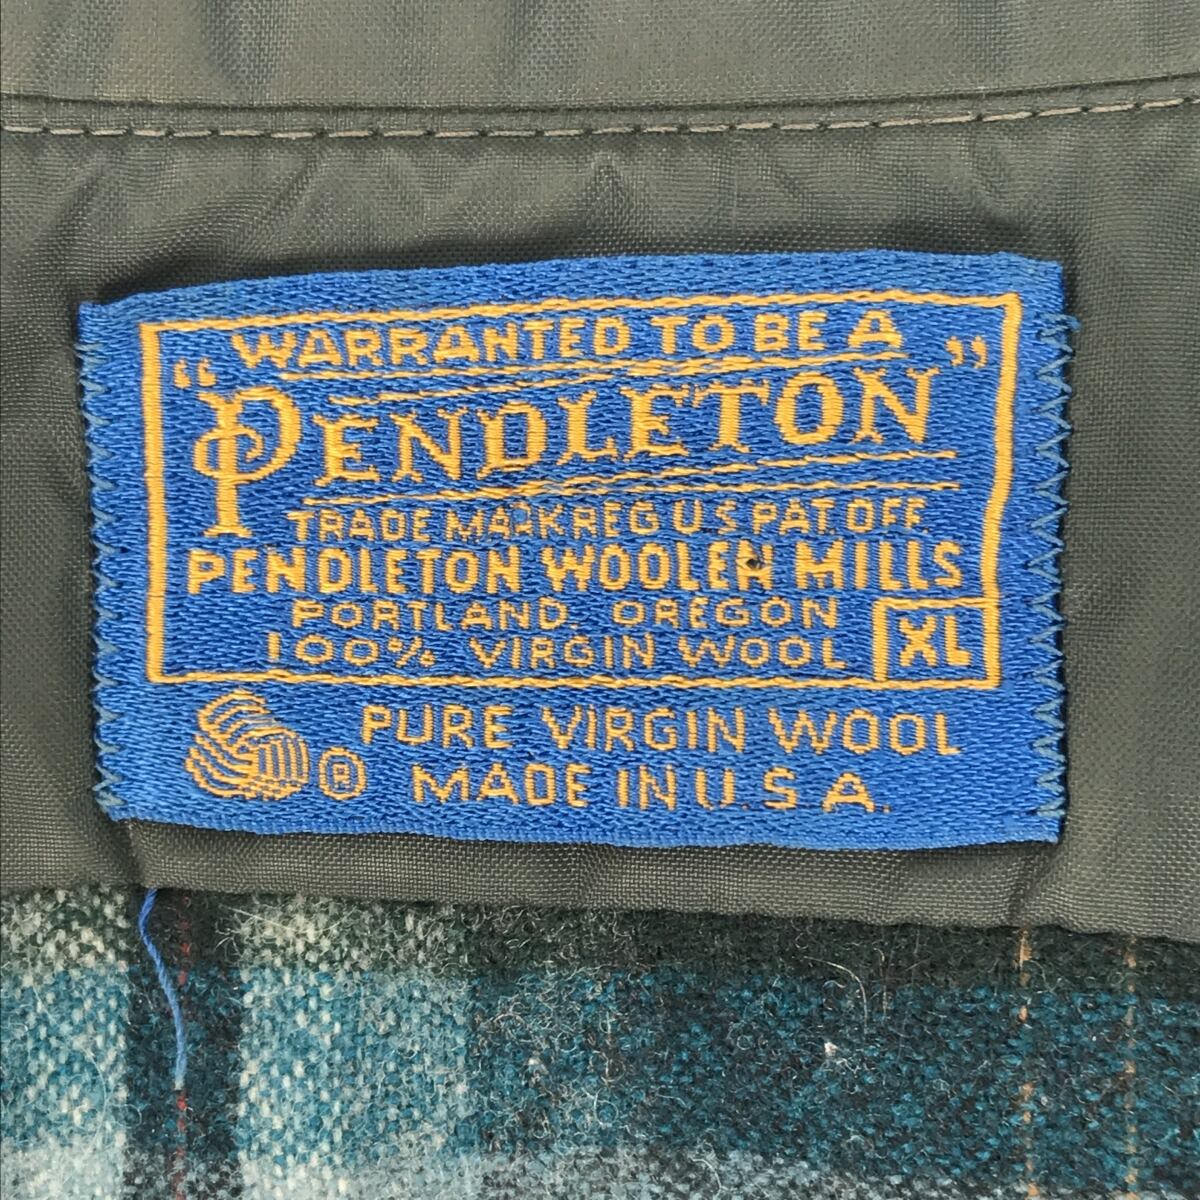 “WARRANTED TO BE A
PENDLETON”
TRADE MARK REG U S PAT. OFF.
PENDLETON WOOLEN MILLS
PORTLAND, OREGON
100% VIRGIN WOOL XL
® PURE VIRGIN WOOL
MADE IN U.S.A.